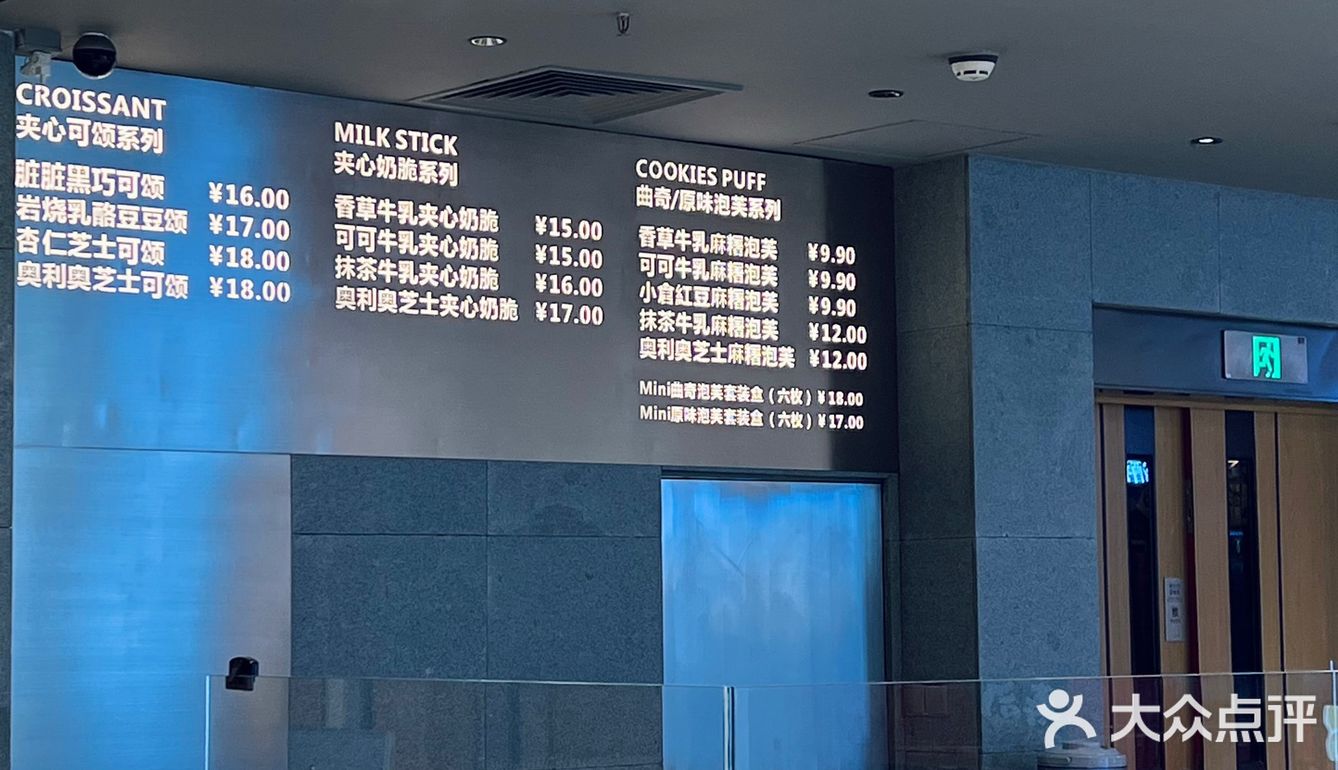 CROISSANT
夹心可颂系列
脏脏黑巧可颂 ¥16.00
岩烧乳酪豆豆颂 ¥17.00
杏仁芝士可颂 ¥18.00
奥利奥芝士可颂 ¥18.00
MILK STICK
夹心奶脆系列
香草牛乳夹心奶脆 ¥15.00
可可牛乳夹心奶脆 ¥15.00
抹茶牛乳夹心奶脆 ¥16.00
奥利奥芝士夹心奶脆 ¥17.00
COOKIES PUFF
曲奇/原味泡芙系列
香草牛乳麻糬泡芙 ¥9.90
可可牛乳麻糬泡芙 ¥9.90
小倉紅豆麻糬泡芙 ¥9.90
抹茶牛乳麻糬泡芙 ¥12.00
奥利奥芝士麻糬泡芙 ¥12.00
Mini曲奇泡芙套装盒（六枚）¥18.00
Mini原味泡芙套装盒（六枚）¥17.00
大众点评